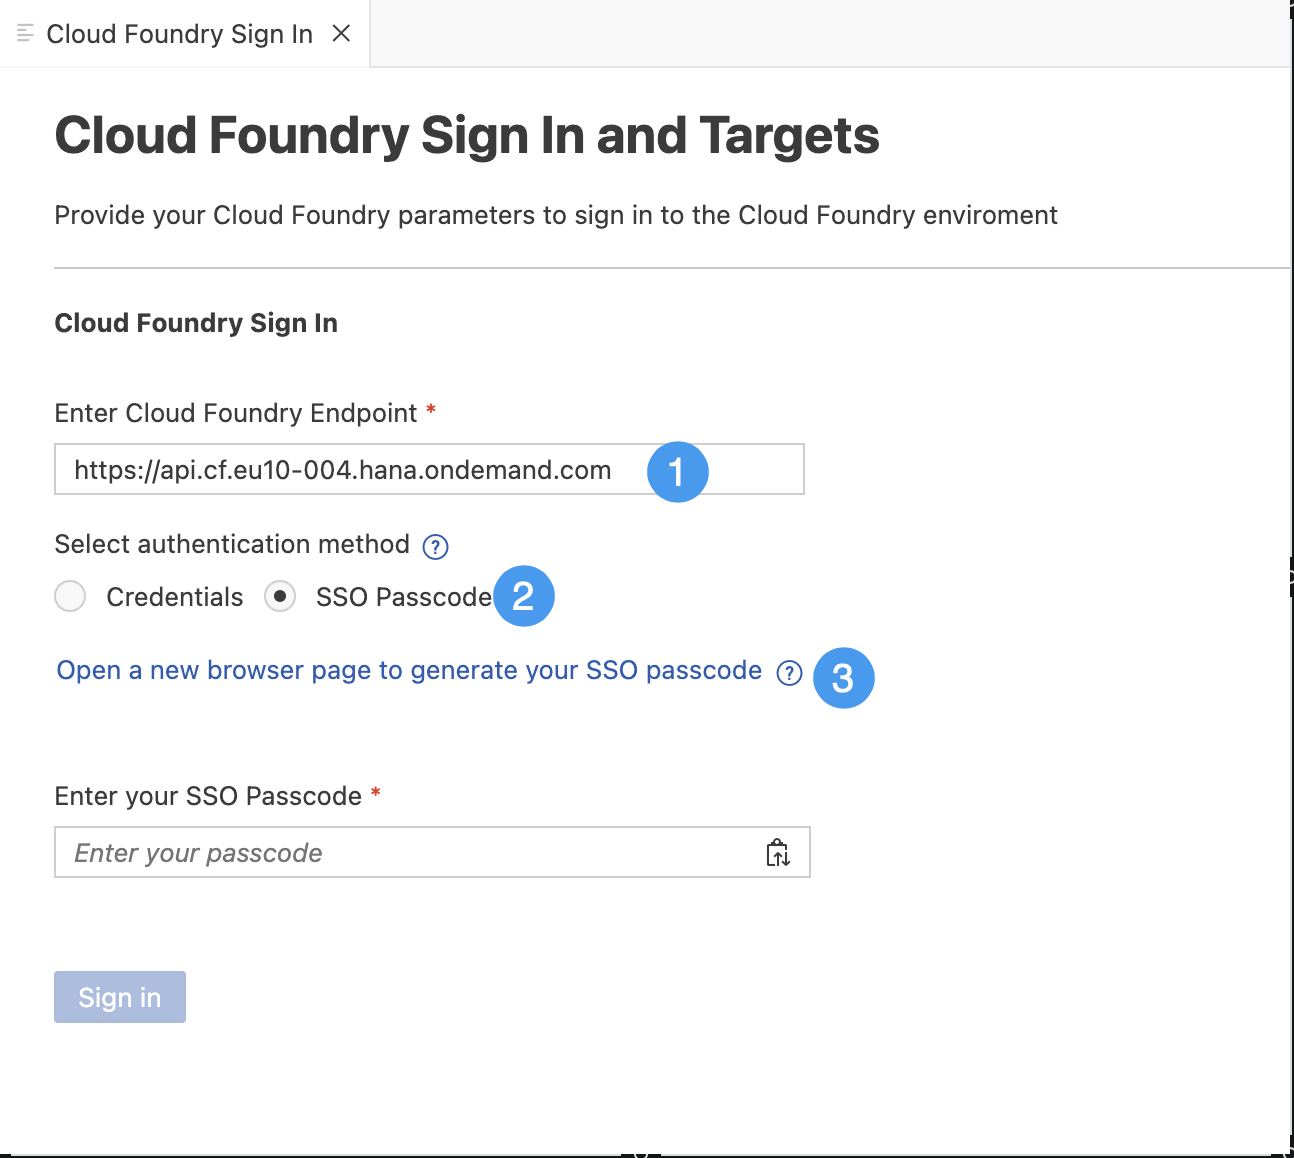 Cloud Foundry Sign In
Cloud Foundry Sign In and Targets
Provide your Cloud Foundry parameters to sign in to the Cloud Foundry enviroment
Cloud Foundry Sign In
Enter Cloud Foundry Endpoint *
https://api.cf.eu10-004.hana.ondemand.com 1
Select authentication method ?
Credentials SSO Passcode 2
Open a new browser page to generate your SSO passcode ? 3
Enter your SSO Passcode *
Enter your passcode
Sign in